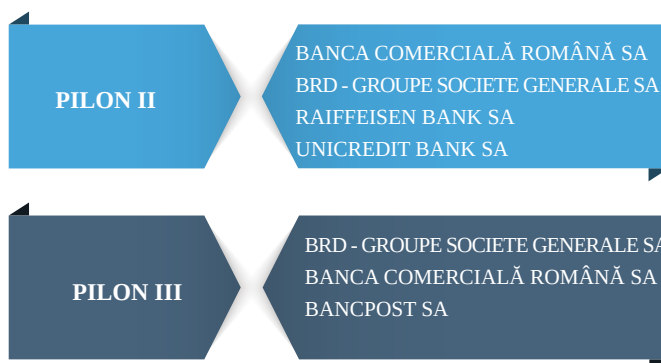 PILON II
BANCA COMERCIALĂ ROMÂNĂ SA
BRD - GROUPE SOCIETE GENERALE SA
RAIFFEISEN BANK SA
UNICREDIT BANK SA
PILON III
BRD - GROUPE SOCIETE GENERALE SA
BANCA COMERCIALĂ ROMÂNĂ SA
BANCPOST SA